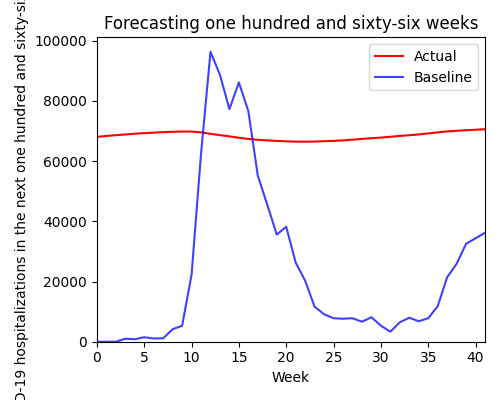 Forecasting one hundred and sixty-six weeks
D-19 hospitalizations in the next one hundred and sixty-si
100000
80000
60000
40000
20000
0
Actual
Baseline
0 5 10 15 20 25 30 35 40
Week